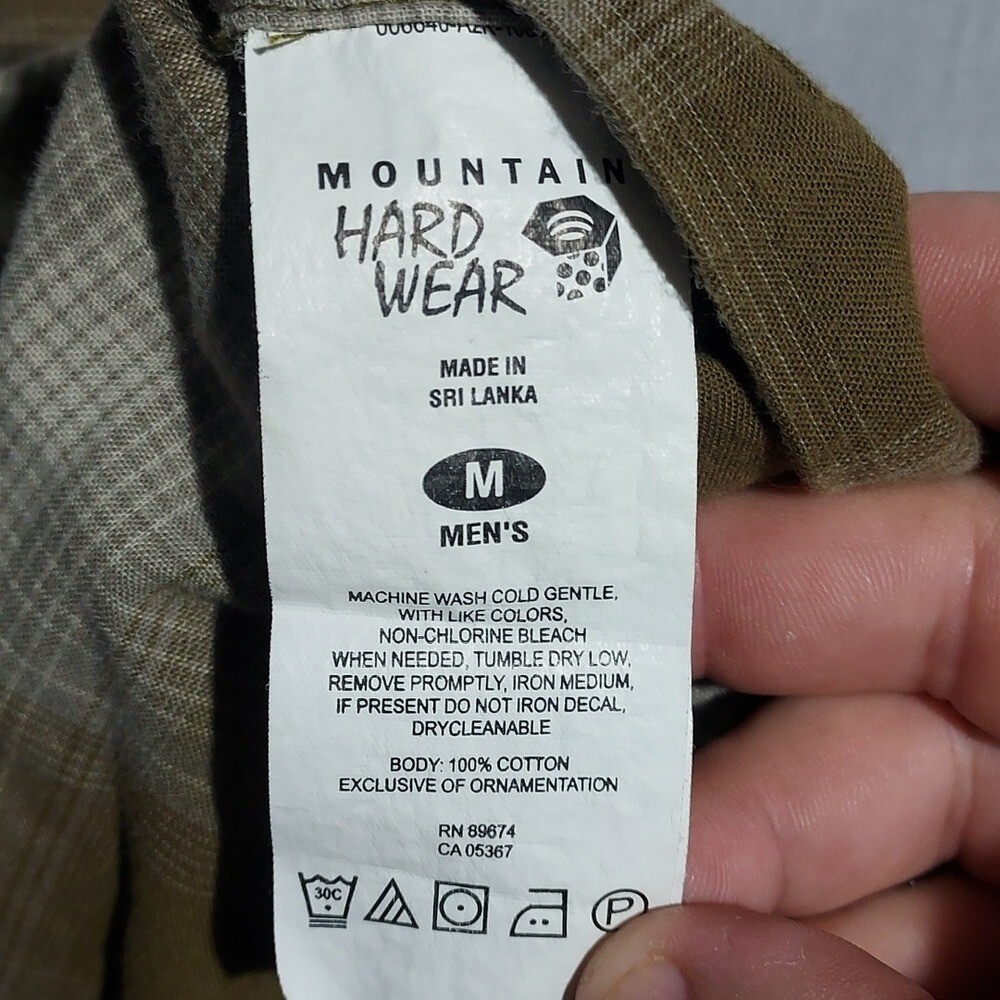 MOUNTAIN
HARD
WEAR
MADE IN
SRI LANKA
M
MEN'S
MACHINE WASH COLD GENTLE,
WITH LIKE COLORS,
NON-CHLORINE BLEACH
WHEN NEEDED, TUMBLE DRY LOW,
REMOVE PROMPTLY, IRON MEDIUM,
IF PRESENT DO NOT IRON DECAL,
DRYCLEANABLE
BODY: 100% COTTON
EXCLUSIVE OF ORNAMENTATION
RN 89674
CA 05367
30C
P